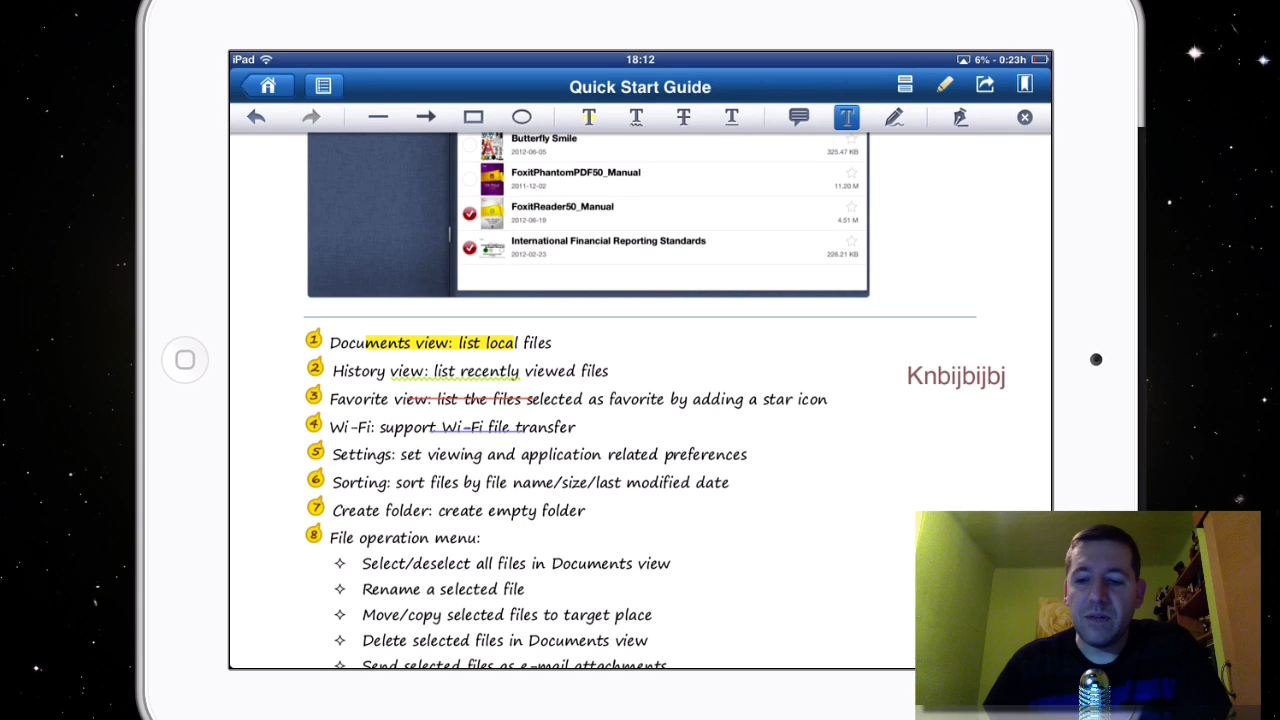 iPad 18:12 6% - 0:23h
Quick Start Guide
T T T T T
Butterfly Smile
2012-06-05 325.47 KB
FoxitPhantomPDF50_Manual
2011-12-02 11.20 M
FoxitReader50_Manual
2012-06-19 4.51 M
International Financial Reporting Standards
2012-02-23 226.21 KB
1 Documents view: list local files
2 History view: list recently viewed files
Knbijbijbj
3 Favorite view: list the files selected as favorite by adding a star icon
4 Wi-Fi: support Wi-Fi file transfer
5 Settings: set viewing and application related preferences
6 Sorting: sort files by file name/size/last modified date
7 Create folder: create empty folder
8 File operation menu:
Select/deselect all files in Documents view
Rename a selected file
Move/copy selected files to target place
Delete selected files in Documents view
Send selected files as e-mail attachments